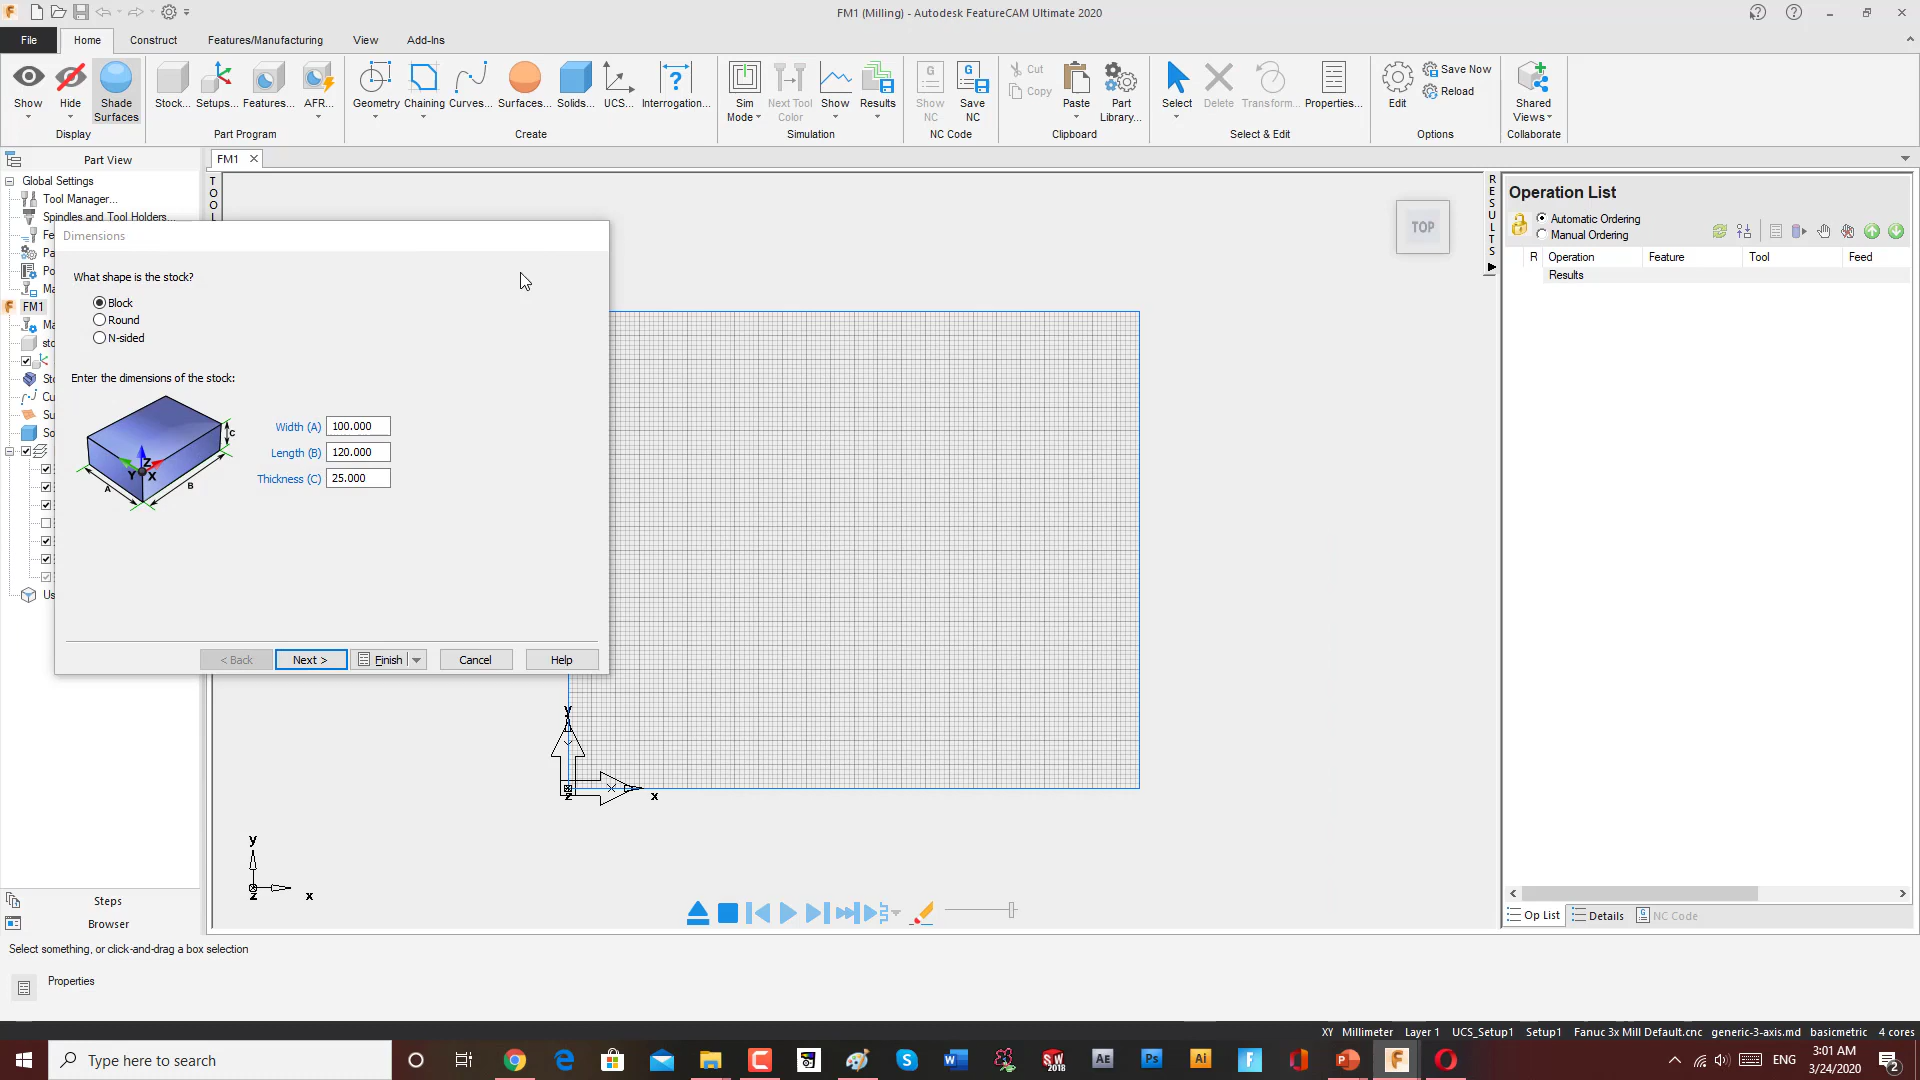 FM1 (Milling) - Autodesk FeatureCAM Ultimate 2020
File
Home
Construct
Features/Manufacturing
View
Add-Ins
Show
Hide
Shade Surfaces
Display
Stock...
Setups...
Features...
AFR...
Part Program
Geometry
Chaining
Curves...
Surfaces...
Solids...
UCS...
Interrogation...
Create
Sim Mode
Next Tool Color
Show
Results
Simulation
Show NC
Save NC
NC Code
Cut
Copy
Paste
Part Library...
Clipboard
Select
Delete
Transform...
Properties...
Select & Edit
Edit
Save Now
Reload
Options
Shared Views
Collaborate
Part View
FM1
Global Settings
Tool Manager...
Spindles and Tool Holders...
FM1
TOOL
Dimensions
What shape is the stock?
Block
Round
N-sided
Enter the dimensions of the stock:
Width (A) 100.000
Length (B) 120.000
Thickness (C) 25.000
A
B
C
X
Y
Z
< Back
Next >
Finish
Cancel
Help
TOP
RESULTS
y
x
z
y
x
z
Operation List
Automatic Ordering
Manual Ordering
R Operation Feature Tool Feed
Results
Op List
Details
NC Code
Steps
Browser
Select something, or click-and-drag a box selection
Properties
XY Millimeter Layer 1 UCS_Setup1 Setup1 Fanuc 3x Mill Default.cnc generic-3-axis.md basicmetric 4 cores
Type here to search
ENG
3:01 AM
3/24/2020
2